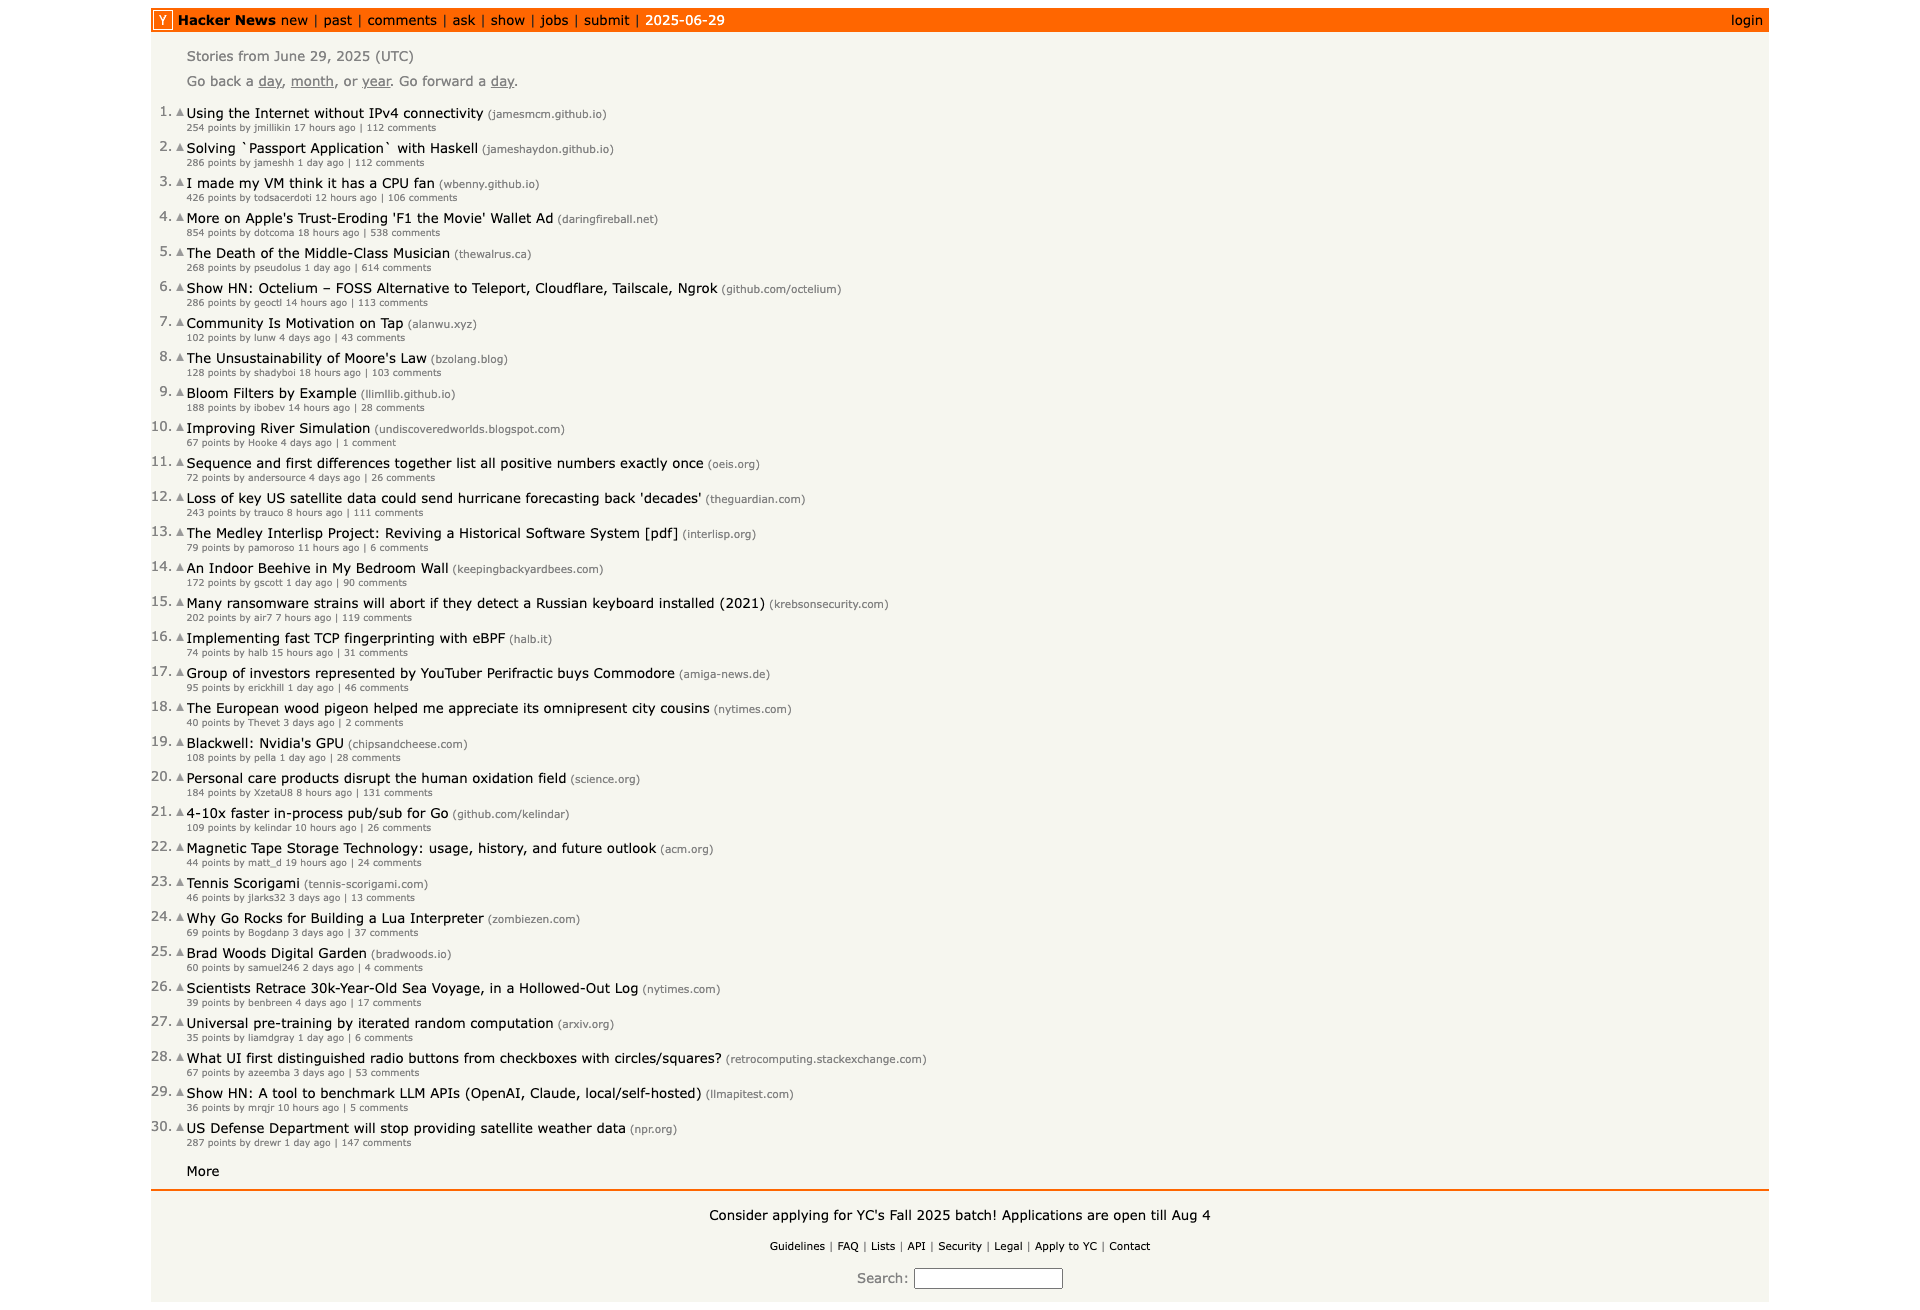 Y Hacker News new | past | comments | ask | show | jobs | submit | 2025-06-29 login
Stories from June 29, 2025 (UTC)
Go back a day, month, or year. Go forward a day.
1. ▲ Using the Internet without IPv4 connectivity (jamesmcm.github.io)
254 points by jmillikin 17 hours ago | 112 comments
2. ▲ Solving `Passport Application` with Haskell (jameshaydon.github.io)
286 points by jameshh 1 day ago | 112 comments
3. ▲ I made my VM think it has a CPU fan (wbenny.github.io)
426 points by todsacerdoti 12 hours ago | 106 comments
4. ▲ More on Apple's Trust-Eroding 'F1 the Movie' Wallet Ad (daringfireball.net)
854 points by dotcoma 18 hours ago | 538 comments
5. ▲ The Death of the Middle-Class Musician (thewalrus.ca)
268 points by pseudolus 1 day ago | 614 comments
6. ▲ Show HN: Octelium – FOSS Alternative to Teleport, Cloudflare, Tailscale, Ngrok (github.com/octelium)
286 points by geoctl 14 hours ago | 113 comments
7. ▲ Community Is Motivation on Tap (alanwu.xyz)
102 points by lunw 4 days ago | 43 comments
8. ▲ The Unsustainability of Moore's Law (bzolang.blog)
128 points by shadyboi 18 hours ago | 103 comments
9. ▲ Bloom Filters by Example (llimllib.github.io)
188 points by ibobev 14 hours ago | 28 comments
10. ▲ Improving River Simulation (undiscoveredworlds.blogspot.com)
67 points by Hooke 4 days ago | 1 comment
11. ▲ Sequence and first differences together list all positive numbers exactly once (oeis.org)
72 points by andersource 4 days ago | 26 comments
12. ▲ Loss of key US satellite data could send hurricane forecasting back 'decades' (theguardian.com)
243 points by trauco 8 hours ago | 111 comments
13. ▲ The Medley Interlisp Project: Reviving a Historical Software System [pdf] (interlisp.org)
79 points by pamoroso 11 hours ago | 6 comments
14. ▲ An Indoor Beehive in My Bedroom Wall (keepingbackyardbees.com)
172 points by gscott 1 day ago | 90 comments
15. ▲ Many ransomware strains will abort if they detect a Russian keyboard installed (2021) (krebsonsecurity.com)
202 points by air7 7 hours ago | 119 comments
16. ▲ Implementing fast TCP fingerprinting with eBPF (halb.it)
74 points by halb 15 hours ago | 31 comments
17. ▲ Group of investors represented by YouTuber Perifractic buys Commodore (amiga-news.de)
95 points by erickhill 1 day ago | 46 comments
18. ▲ The European wood pigeon helped me appreciate its omnipresent city cousins (nytimes.com)
40 points by Thevet 3 days ago | 2 comments
19. ▲ Blackwell: Nvidia's GPU (chipsandcheese.com)
108 points by pella 1 day ago | 28 comments
20. ▲ Personal care products disrupt the human oxidation field (science.org)
184 points by XzetaU8 8 hours ago | 131 comments
21. ▲ 4-10x faster in-process pub/sub for Go (github.com/kelindar)
109 points by kelindar 10 hours ago | 26 comments
22. ▲ Magnetic Tape Storage Technology: usage, history, and future outlook (acm.org)
44 points by matt_d 19 hours ago | 24 comments
23. ▲ Tennis Scorigami (tennis-scorigami.com)
46 points by jlarks32 3 days ago | 13 comments
24. ▲ Why Go Rocks for Building a Lua Interpreter (zombiezen.com)
69 points by Bogdanp 3 days ago | 37 comments
25. ▲ Brad Woods Digital Garden (bradwoods.io)
60 points by samuel246 2 days ago | 4 comments
26. ▲ Scientists Retrace 30k-Year-Old Sea Voyage, in a Hollowed-Out Log (nytimes.com)
39 points by benbreen 4 days ago | 17 comments
27. ▲ Universal pre-training by iterated random computation (arxiv.org)
35 points by liamdgray 1 day ago | 6 comments
28. ▲ What UI first distinguished radio buttons from checkboxes with circles/squares? (retrocomputing.stackexchange.com)
67 points by azeemba 3 days ago | 53 comments
29. ▲ Show HN: A tool to benchmark LLM APIs (OpenAI, Claude, local/self-hosted) (llmapitest.com)
36 points by mrqjr 10 hours ago | 5 comments
30. ▲ US Defense Department will stop providing satellite weather data (npr.org)
287 points by drewr 1 day ago | 147 comments
More
Consider applying for YC's Fall 2025 batch! Applications are open till Aug 4
Guidelines | FAQ | Lists | API | Security | Legal | Apply to YC | Contact
Search: